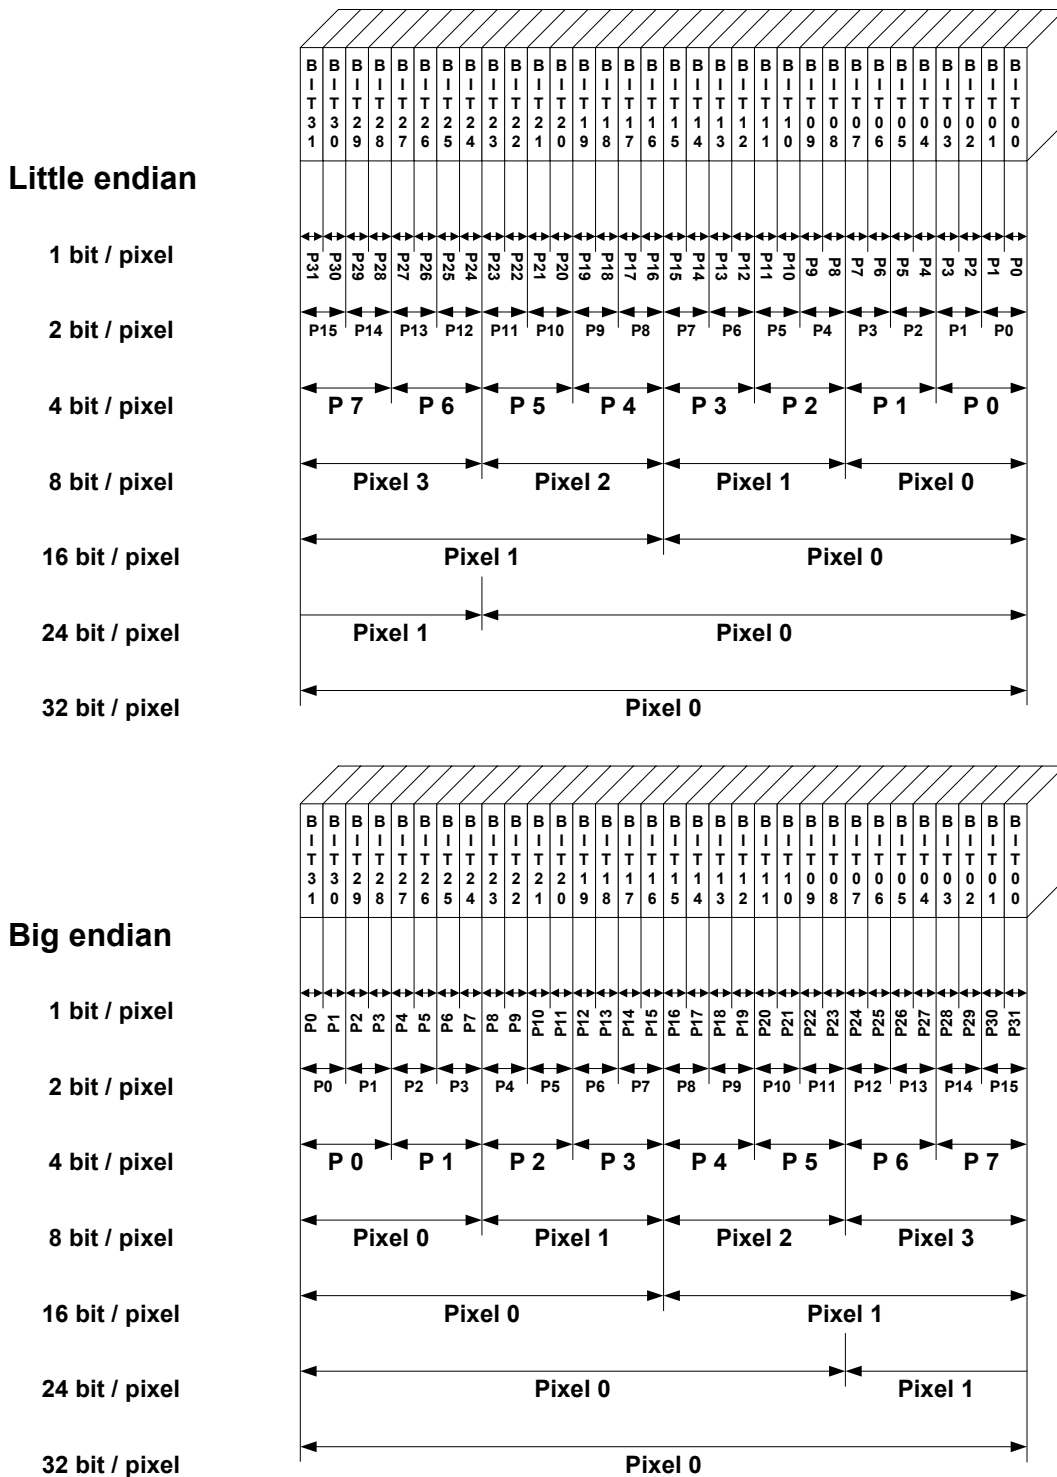 BIT31 BIT30 BIT29 BIT28 BIT27 BIT26 BIT25 BIT24 BIT23 BIT22 BIT21 BIT20 BIT19 BIT18 BIT17 BIT16 BIT15 BIT14 BIT13 BIT12 BIT11 BIT10 BIT09 BIT08 BIT07 BIT06 BIT05 BIT04 BIT03 BIT02 BIT01 BIT00
Little endian
1 bit / pixel P31 P30 P29 P28 P27 P26 P25 P24 P23 P22 P21 P20 P19 P18 P17 P16 P15 P14 P13 P12 P11 P10 P9 P8 P7 P6 P5 P4 P3 P2 P1 P0
2 bit / pixel P15 P14 P13 P12 P11 P10 P9 P8 P7 P6 P5 P4 P3 P2 P1 P0
4 bit / pixel P 7 P 6 P 5 P 4 P 3 P 2 P 1 P 0
8 bit / pixel Pixel 3 Pixel 2 Pixel 1 Pixel 0
16 bit / pixel Pixel 1 Pixel 0
24 bit / pixel Pixel 1 Pixel 0
32 bit / pixel Pixel 0
BIT31 BIT30 BIT29 BIT28 BIT27 BIT26 BIT25 BIT24 BIT23 BIT22 BIT21 BIT20 BIT19 BIT18 BIT17 BIT16 BIT15 BIT14 BIT13 BIT12 BIT11 BIT10 BIT09 BIT08 BIT07 BIT06 BIT05 BIT04 BIT03 BIT02 BIT01 BIT00
Big endian
1 bit / pixel P0 P1 P2 P3 P4 P5 P6 P7 P8 P9 P10 P11 P12 P13 P14 P15 P16 P17 P18 P19 P20 P21 P22 P23 P24 P25 P26 P27 P28 P29 P30 P31
2 bit / pixel P0 P1 P2 P3 P4 P5 P6 P7 P8 P9 P10 P11 P12 P13 P14 P15
4 bit / pixel P 0 P 1 P 2 P 3 P 4 P 5 P 6 P 7
8 bit / pixel Pixel 0 Pixel 1 Pixel 2 Pixel 3
16 bit / pixel Pixel 0 Pixel 1
24 bit / pixel Pixel 0 Pixel 1
32 bit / pixel Pixel 0